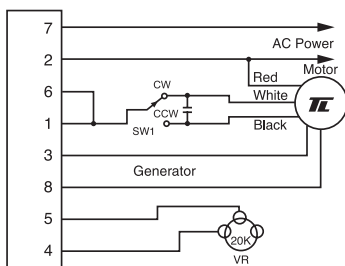 7
AC Power
2
Motor
Red
6
CW
White
TL
CCW
1
SW1
Black
3
Generator
8
5
20K
4
VR